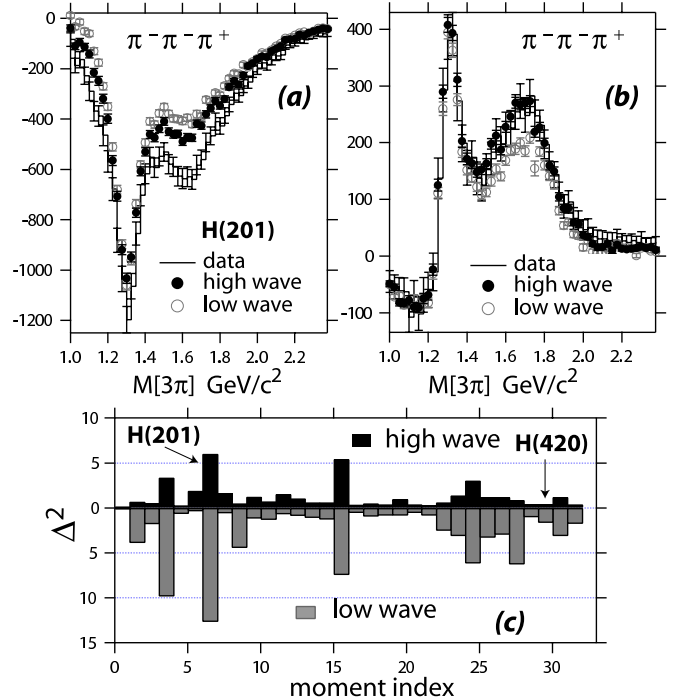 0
-200
-400
-600
-800
-1000
-1200
π⁻π⁻π⁺
(a)
H(201)
data
high wave
low wave
1.0 1.2 1.4 1.6 1.8 2.0 2.2
M[3π] GeV/c²
400
300
200
100
0
-100
π⁻π⁻π⁺
(b)
data
high wave
low wave
1.0 1.2 1.4 1.6 1.8 2.0 2.2
M[3π] GeV/c²
10
5
0
5
10
15
Δ²
H(201)
high wave
H(420)
low wave
(c)
0 5 10 15 20 25 30
moment index